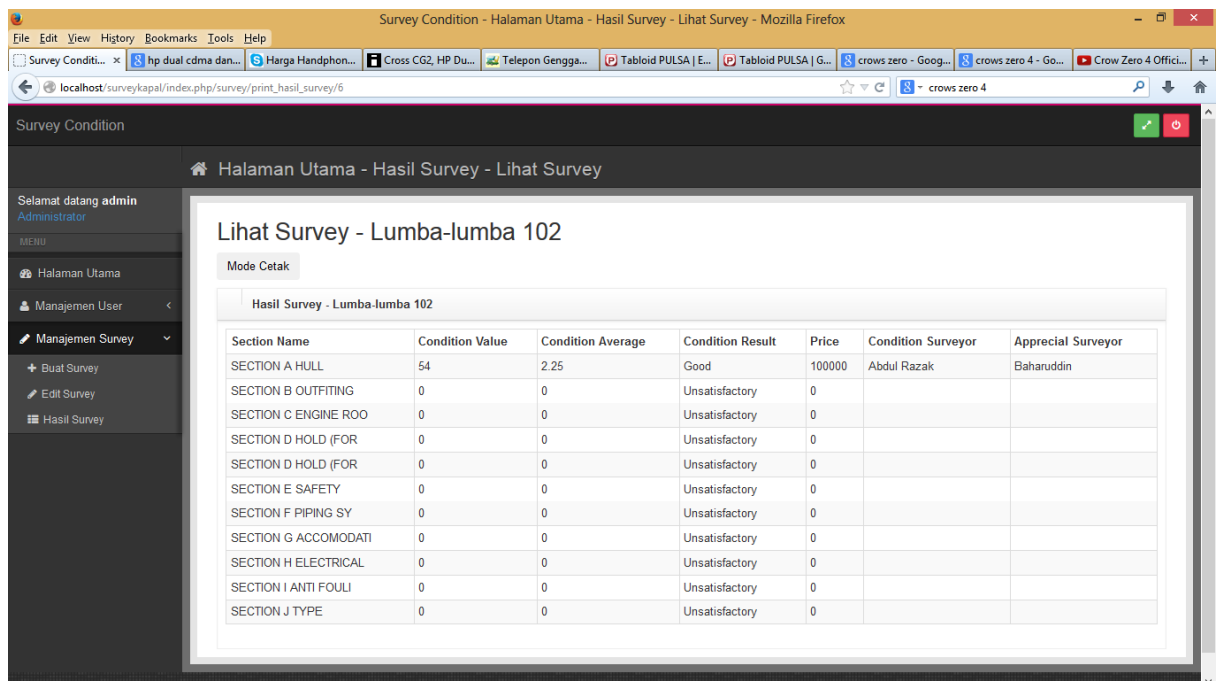 Survey Condition - Halaman Utama - Hasil Survey - Lihat Survey - Mozilla Firefox
File Edit View History Bookmarks Tools Help
Survey Conditi... × hp dual cdma dan... Harga Handphon... Cross CG2, HP Du... Telepon Gengga... Tabloid PULSA | E... Tabloid PULSA | G... crows zero - Goog... crows zero 4 - Go... Crow Zero 4 Offici... +
localhost/surveykapal/index.php/survey/print_hasil_survey/6 crows zero 4
Survey Condition
Halaman Utama - Hasil Survey - Lihat Survey
Selamat datang admin
Administrator
MENU
Halaman Utama
Manajemen User
Manajemen Survey
Buat Survey
Edit Survey
Hasil Survey
Lihat Survey - Lumba-lumba 102
Mode Cetak
Hasil Survey - Lumba-lumba 102
Section Name Condition Value Condition Average Condition Result Price Condition Surveyor Apprecial Surveyor
SECTION A HULL 54 2.25 Good 100000 Abdul Razak Baharuddin
SECTION B OUTFITING 0 0 Unsatisfactory 0
SECTION C ENGINE ROO 0 0 Unsatisfactory 0
SECTION D HOLD (FOR 0 0 Unsatisfactory 0
SECTION D HOLD (FOR 0 0 Unsatisfactory 0
SECTION E SAFETY 0 0 Unsatisfactory 0
SECTION F PIPING SY 0 0 Unsatisfactory 0
SECTION G ACCOMODATI 0 0 Unsatisfactory 0
SECTION H ELECTRICAL 0 0 Unsatisfactory 0
SECTION I ANTI FOULI 0 0 Unsatisfactory 0
SECTION J TYPE 0 0 Unsatisfactory 0